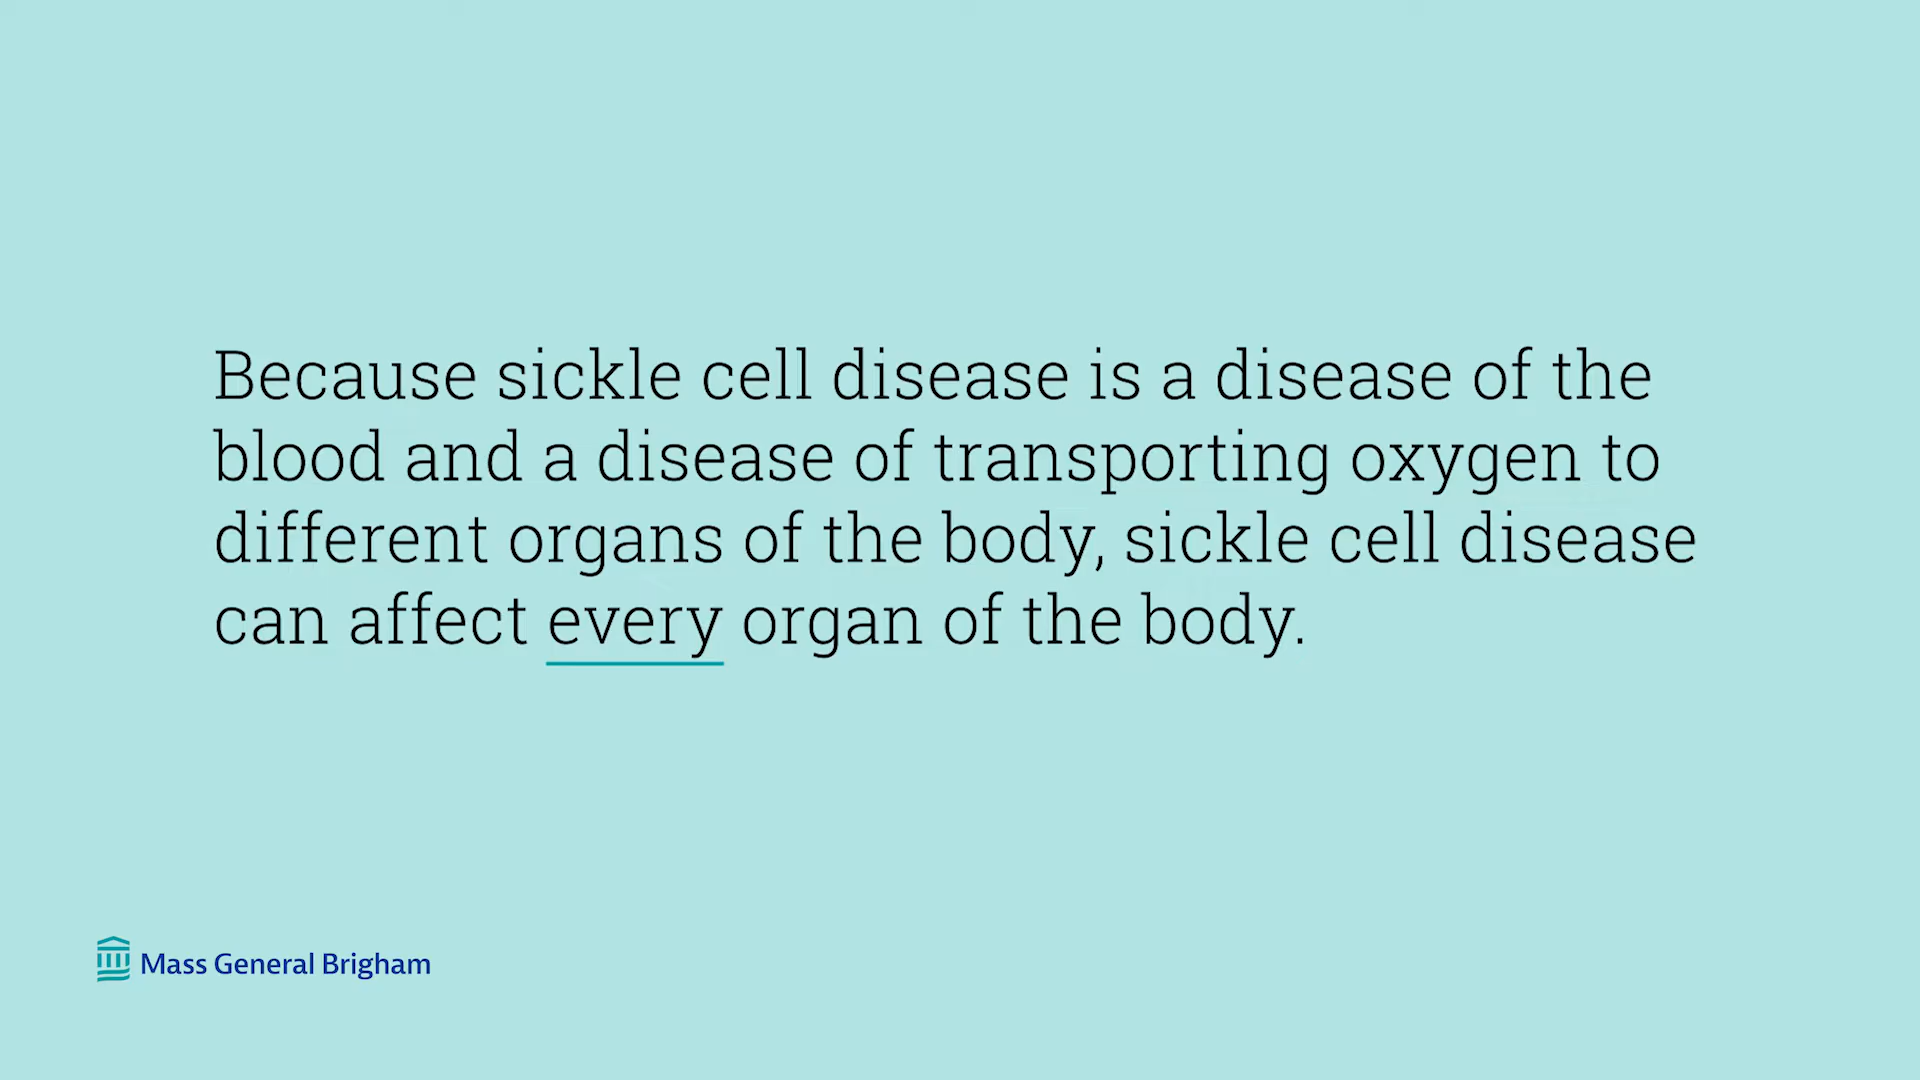 Because sickle cell disease is a disease of the
blood and a disease of transporting oxygen to
different organs of the body, sickle cell disease
can affect every organ of the body.
Mass General Brigham